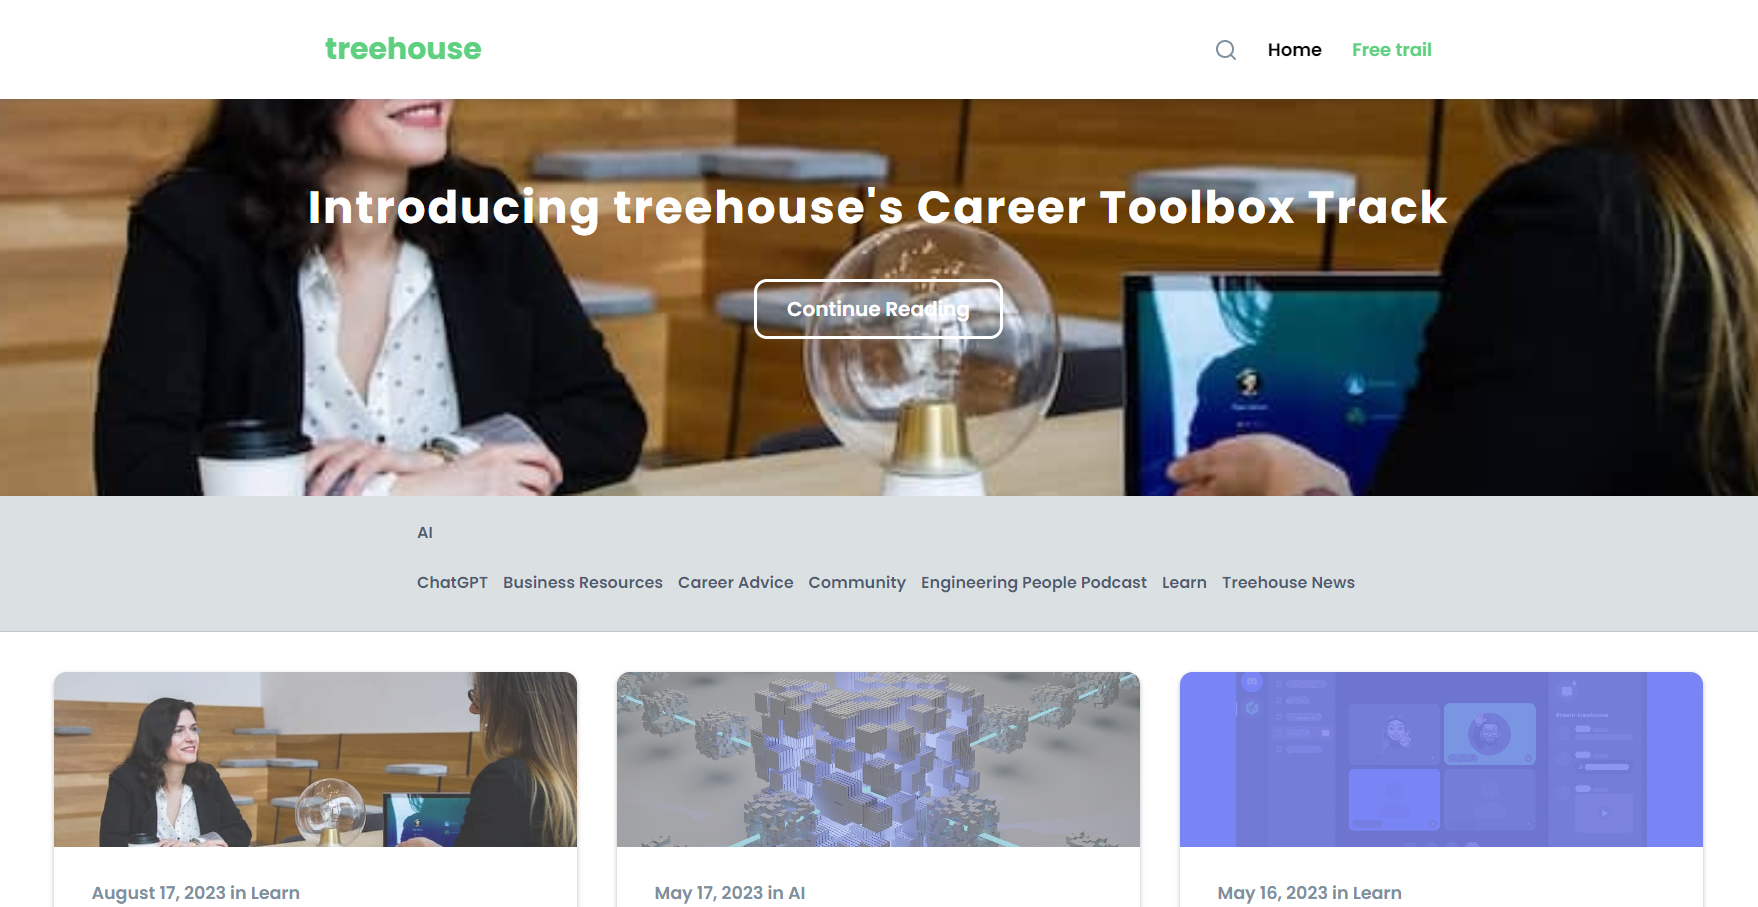 treehouse
Home
Free trail
Introducing treehouse's Career Toolbox Track
Continue Reading
AI
ChatGPT Business Resources Career Advice Community Engineering People Podcast Learn Treehouse News
August 17, 2023 in Learn
May 17, 2023 in AI
May 16, 2023 in Learn